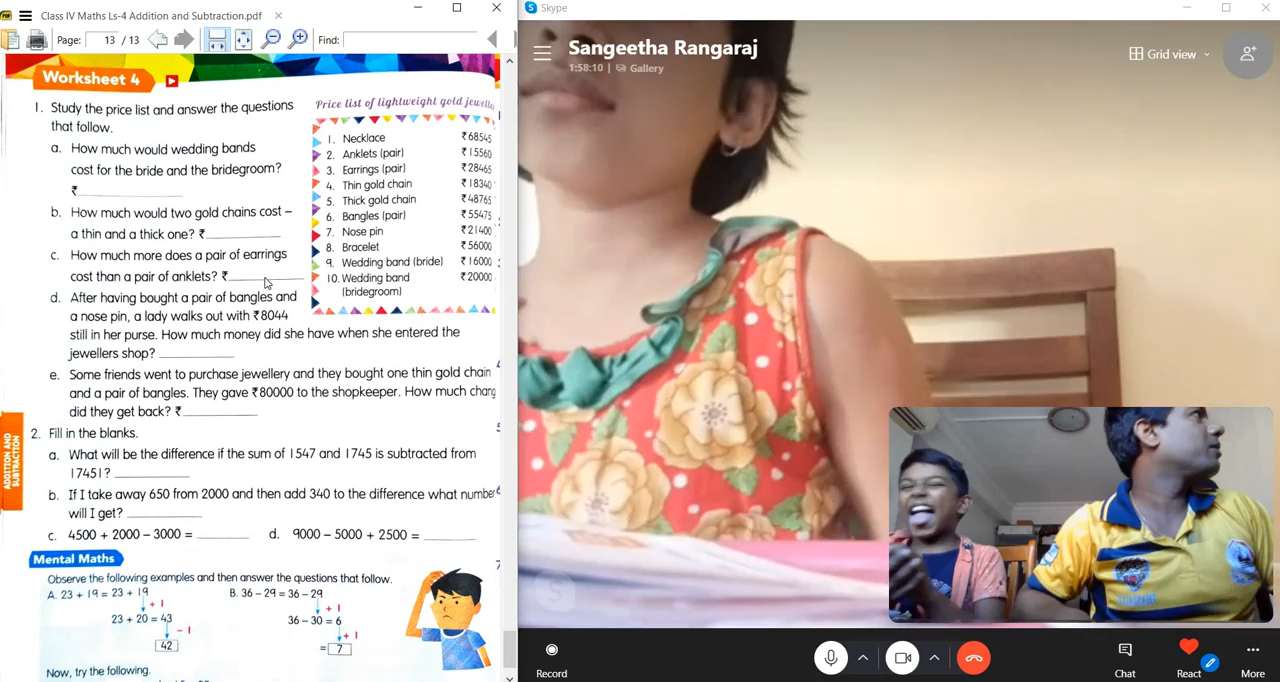 Class IV Maths Ls-4 Addition and Subtraction.pdf
Page: 13 / 13
Find:
Worksheet 4
1. Study the price list and answer the questions
that follow.
a. How much would wedding bands
cost for the bride and the bridegroom?
₹
b. How much would two gold chains cost –
a thin and a thick one? ₹
c. How much more does a pair of earrings
cost than a pair of anklets? ₹
d. After having bought a pair of bangles and
a nose pin, a lady walks out with ₹8044
still in her purse. How much money did she have when she entered the
jewellers shop?
e. Some friends went to purchase jewellery and they bought one thin gold chain
and a pair of bangles. They gave ₹80000 to the shopkeeper. How much chang
did they get back? ₹
Price list of lightweight gold jewell
1. Necklace ₹68545
2. Anklets (pair) ₹15560
3. Earrings (pair) ₹28465
4. Thin gold chain ₹18340
5. Thick gold chain ₹48765
6. Bangles (pair) ₹55475
7. Nose pin ₹21400
8. Bracelet ₹56000
9. Wedding band (bride) ₹16000
10. Wedding band ₹20000
(bridegroom)
ADDITION AND
SUBTRACTION
2. Fill in the blanks.
a. What will be the difference if the sum of 1547 and 1745 is subtracted from
17451?
b. If I take away 650 from 2000 and then add 340 to the difference what number
will I get?
c. 4500 + 2000 – 3000 = d. 9000 – 5000 + 2500 =
Mental Maths
Observe the following examples and then answer the questions that follow.
A. 23 + 19 = 23 + 19
+ 1
23 + 20 = 43
– 1
42
B. 36 – 29 = 36 – 29
+ 1
36 – 30 = 6
+ 1
= 7
Now, try the following.
Skype
Sangeetha Rangaraj
1:58:10 | Gallery
Grid view
Record
Chat
React
More